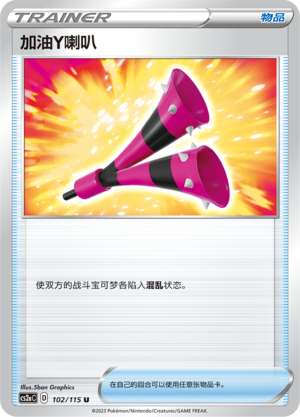 TRAINER 物品
加油Y喇叭
使双方的战斗宝可梦各陷入混乱状态。
Illus.5ban Graphics
CS3aC D 102/115 U
在自己的回合可以使用任意张物品卡。
©2023 Pokémon/Nintendo/Creatures/GAME FREAK.